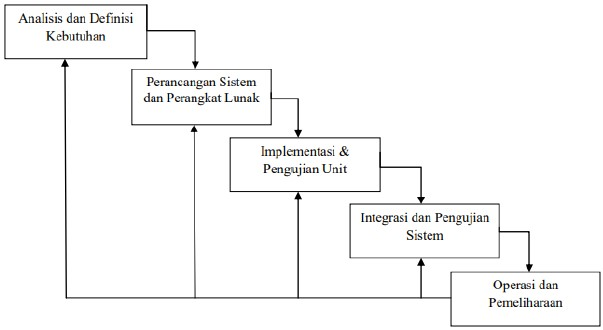 Analisis dan Definisi
Kebutuhan
Perancangan Sistem
dan Perangkat Lunak
Implementasi &
Pengujian Unit
Integrasi dan Pengujian
Sistem
Operasi dan
Pemeliharaan